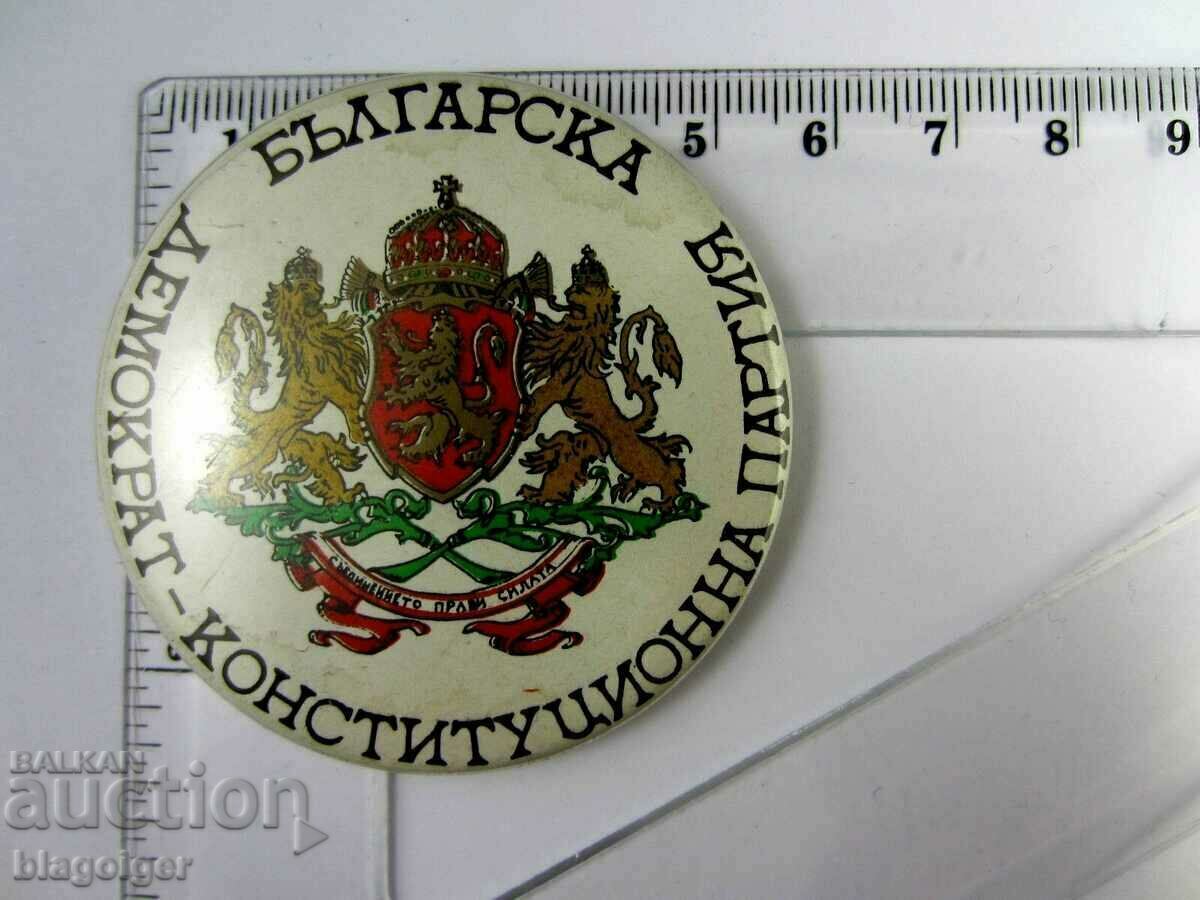 БЪЛГАРСКА
ДЕМОКРАТ-КОНСТИТУЦИОННА ПАРТИЯ
СЪЕДИНЕНИЕТО ПРАВИ СИЛАТА
1 5 6 7 8 9
BALKAN
auction
blagoiger